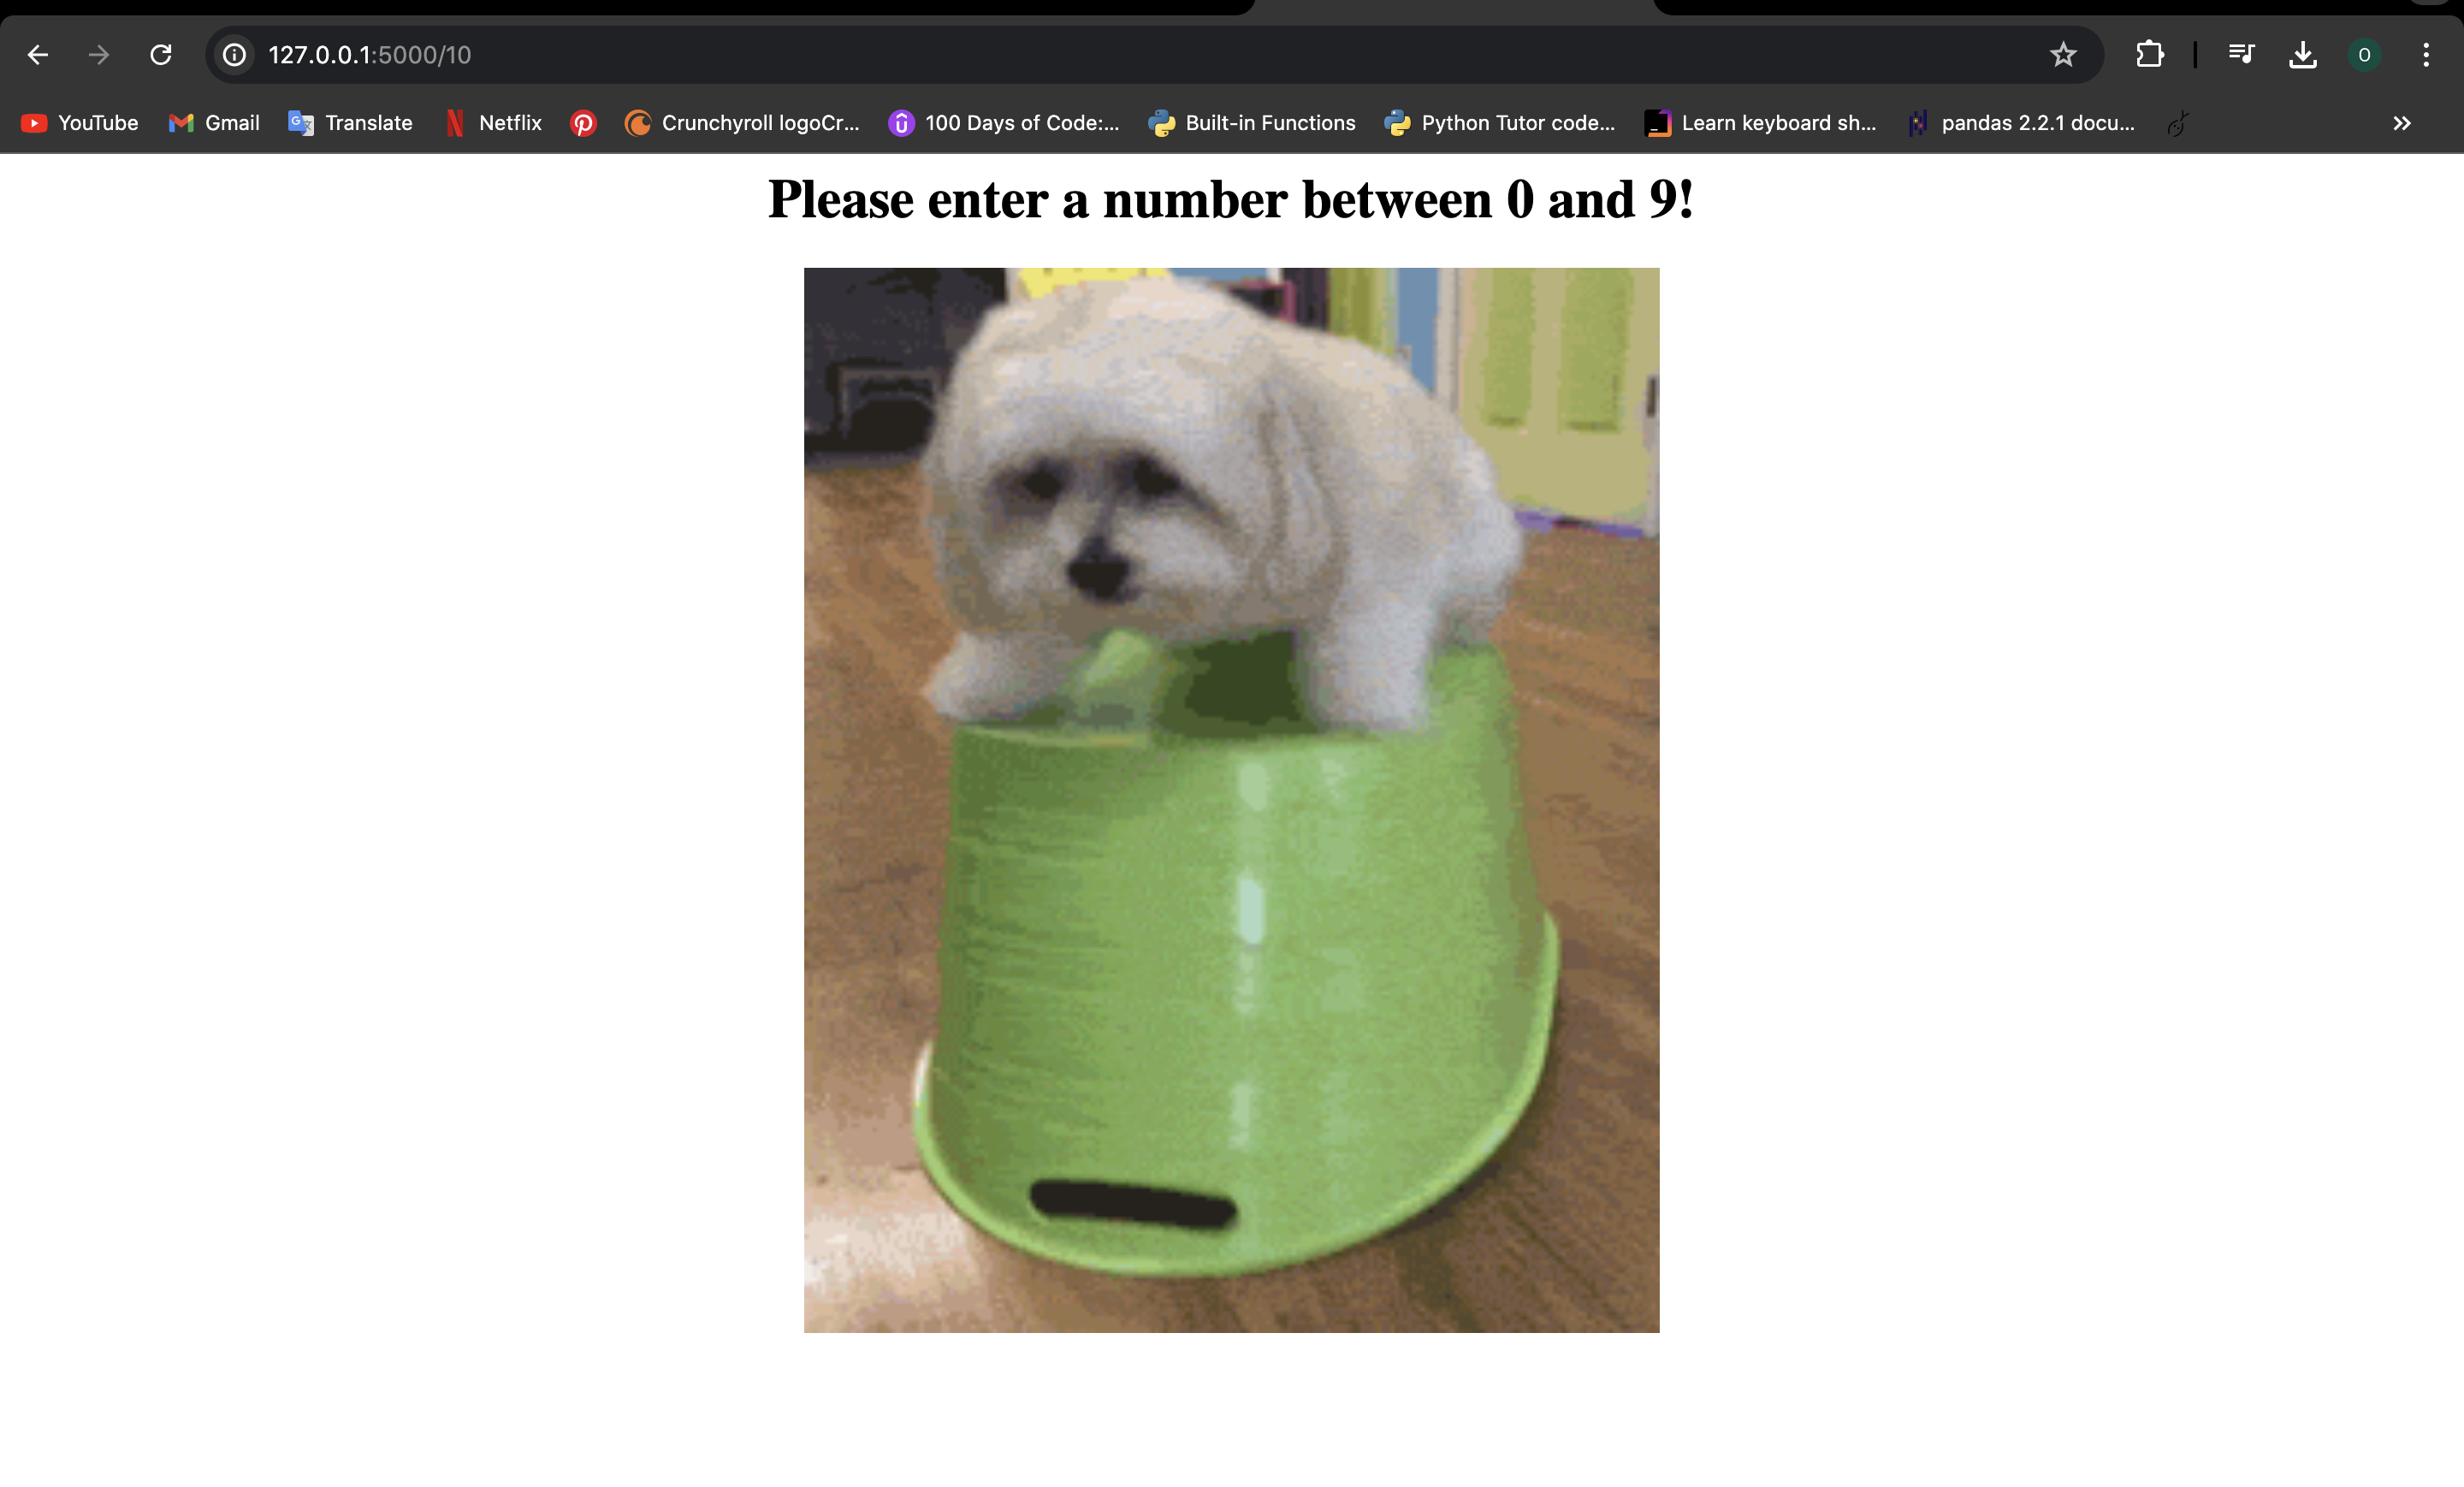 127.0.0.1:5000/10
O
YouTube Gmail Translate Netflix Crunchyroll logoCr... 100 Days of Code:... Built-in Functions Python Tutor code... Learn keyboard sh... pandas 2.2.1 docu...
Please enter a number between 0 and 9!